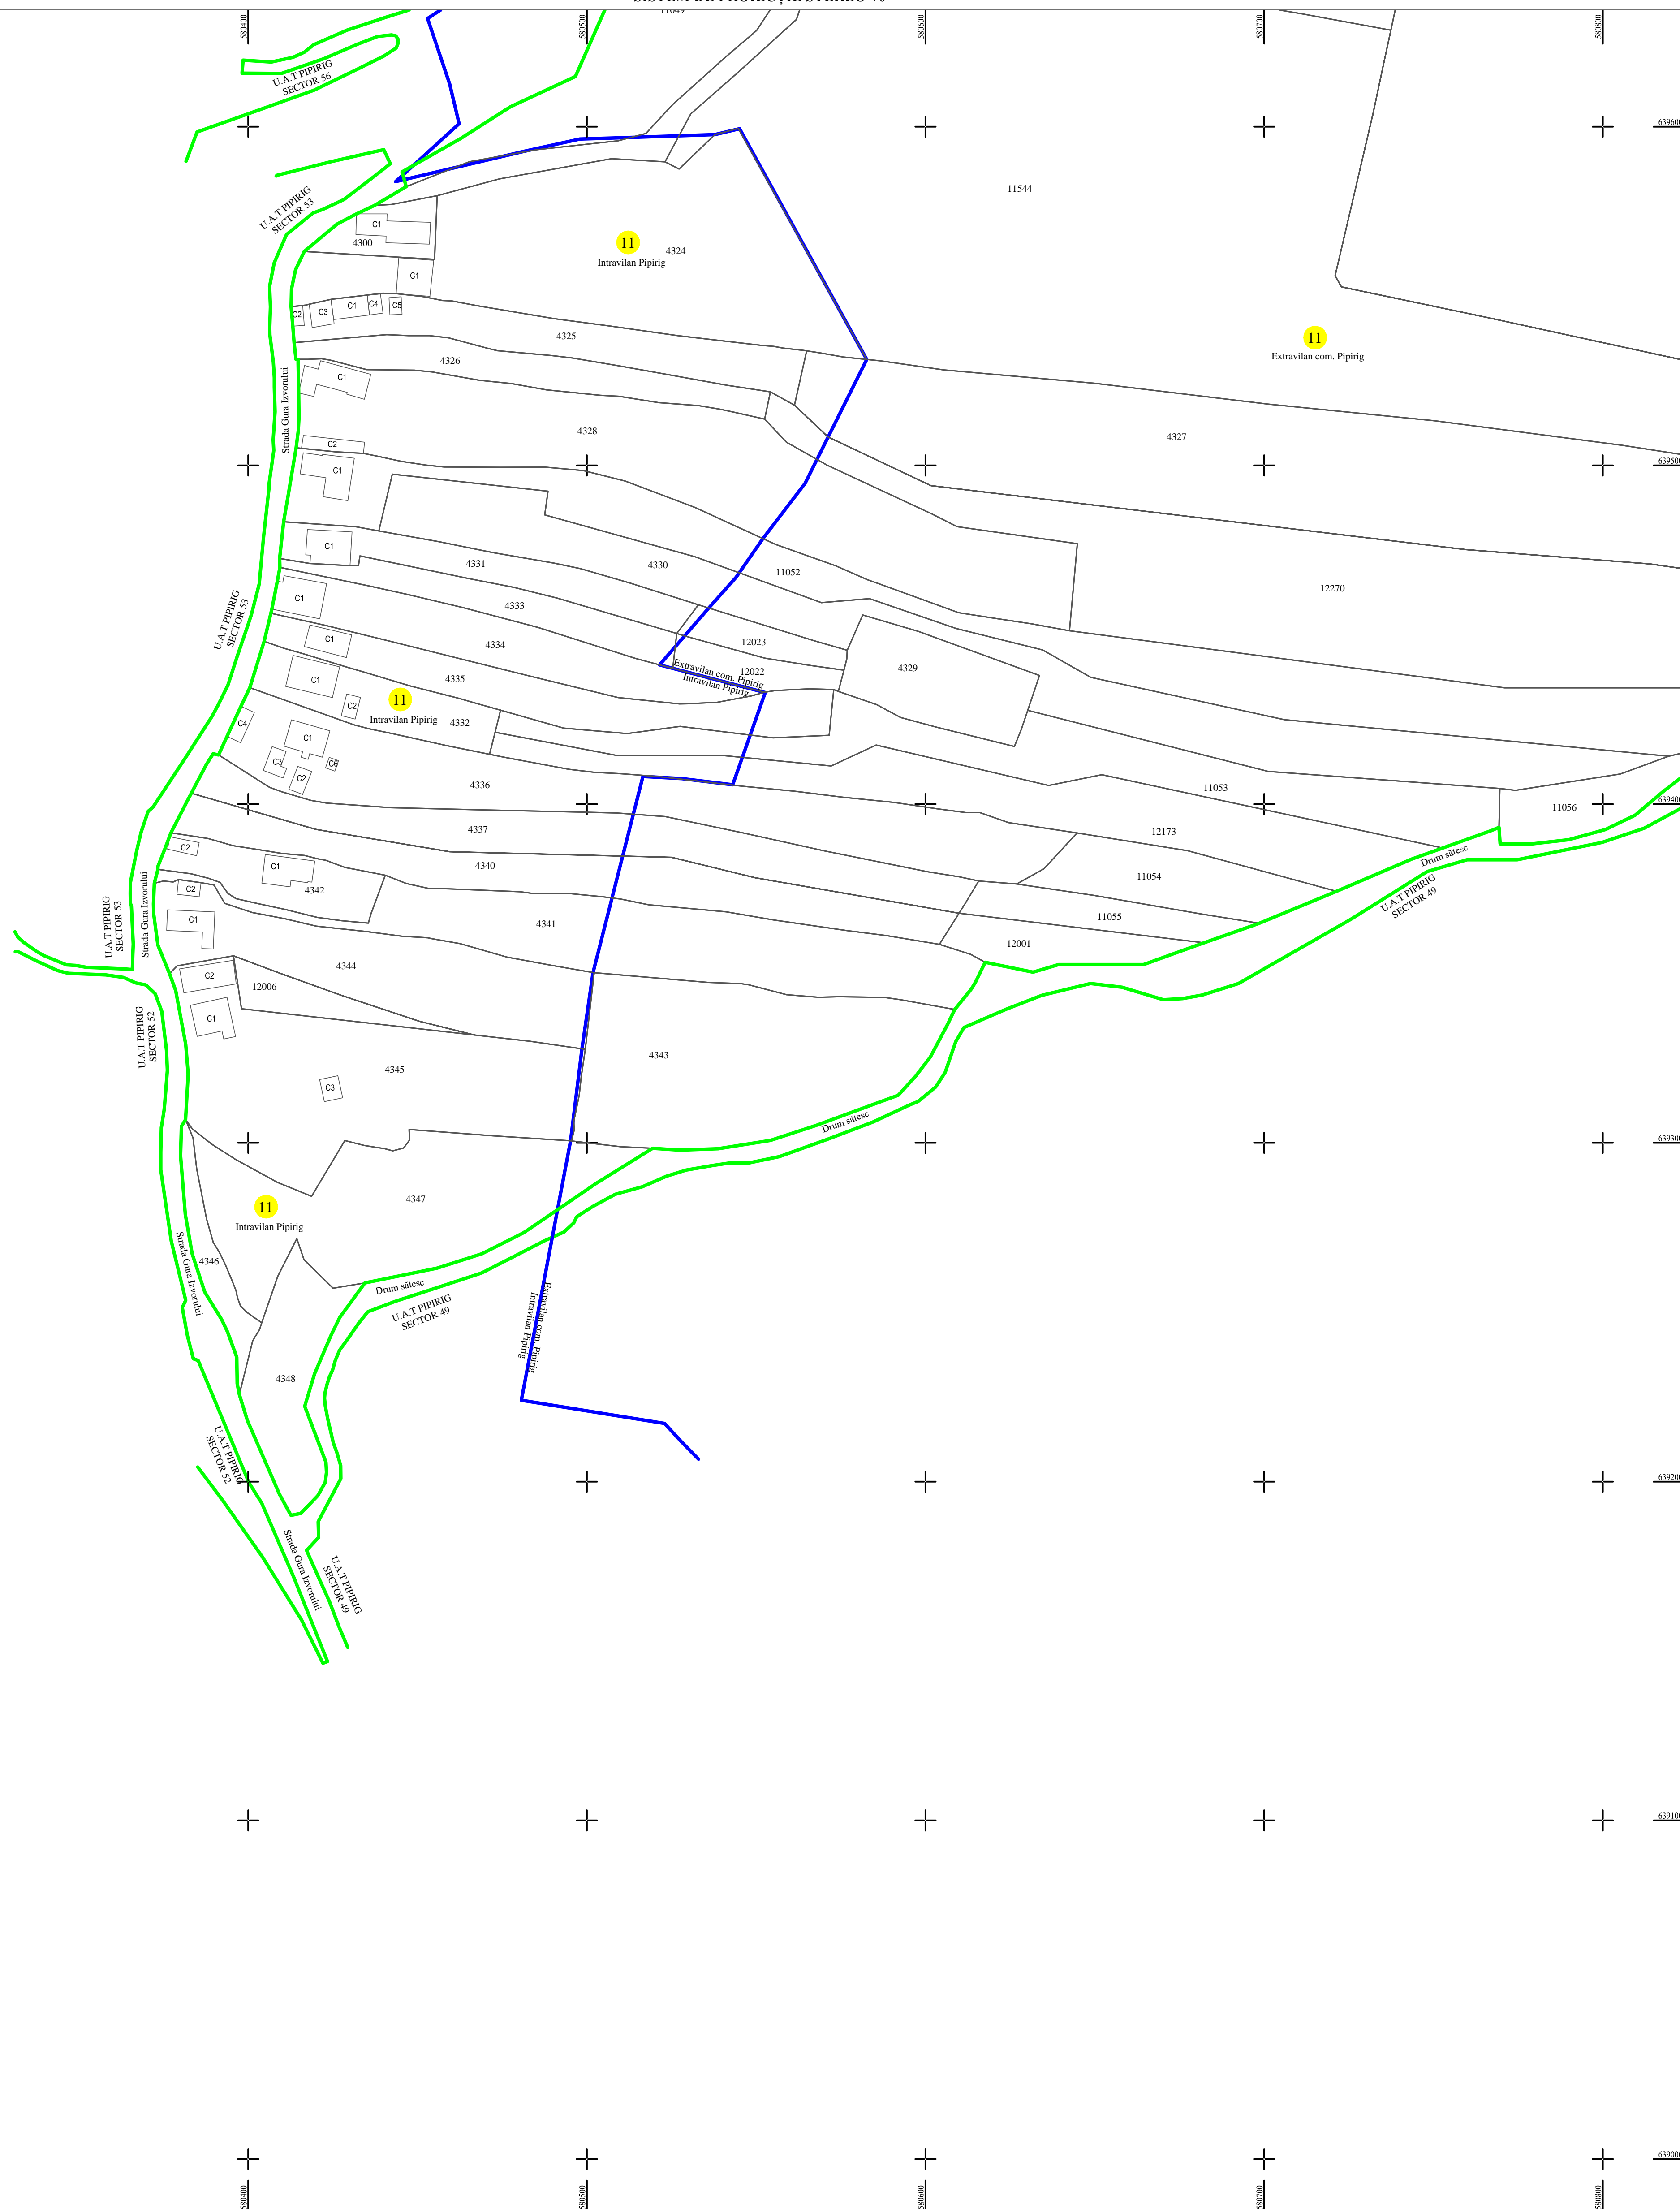 580400
580500
580600
580700
580800
U.A.T PIPIRIG
SECTOR 56
639600
11544
U.A.T PIPIRIG
SECTOR 53
C1
4300
11
4324
Intravilan Pipirig
C1
C2
C3
C1
C4
C5
4325
11
Extravilan com. Pipirig
4326
C1
Strada Gura Izvorului
4328
4327
C2
C1
639500
C1
4331
4330
11052
12270
C1
4333
U.A.T PIPIRIG
SECTOR 53
C1
4334
12023
Extravilan com. Pipirig
Intravilan Pipirig
12022
4329
C1
4335
11
Intravilan Pipirig
C2
4332
C4
C1
C3
C2
C6
4336
11053
639400
11056
4337
12173
C2
Drum sătesc
C1
4340
4342
11054
U.A.T PIPIRIG
SECTOR 49
C2
C1
Strada Gura Izvorului
U.A.T PIPIRIG
SECTOR 53
4341
11055
12001
4344
C2
12006
C1
U.A.T PIPIRIG
SECTOR 52
4343
4345
C3
Drum sătesc
639300
4347
11
Intravilan Pipirig
4346
Strada Gura Izvorului
Drum sătesc
U.A.T PIPIRIG
SECTOR 49
Extravilan com. Pipirig
Intravilan Pipirig
4348
U.A.T PIPIRIG
SECTOR 52
639200
Strada Gura Izvorului
U.A.T PIPIRIG
SECTOR 49
639100
639000
580400
580500
580600
580700
580800